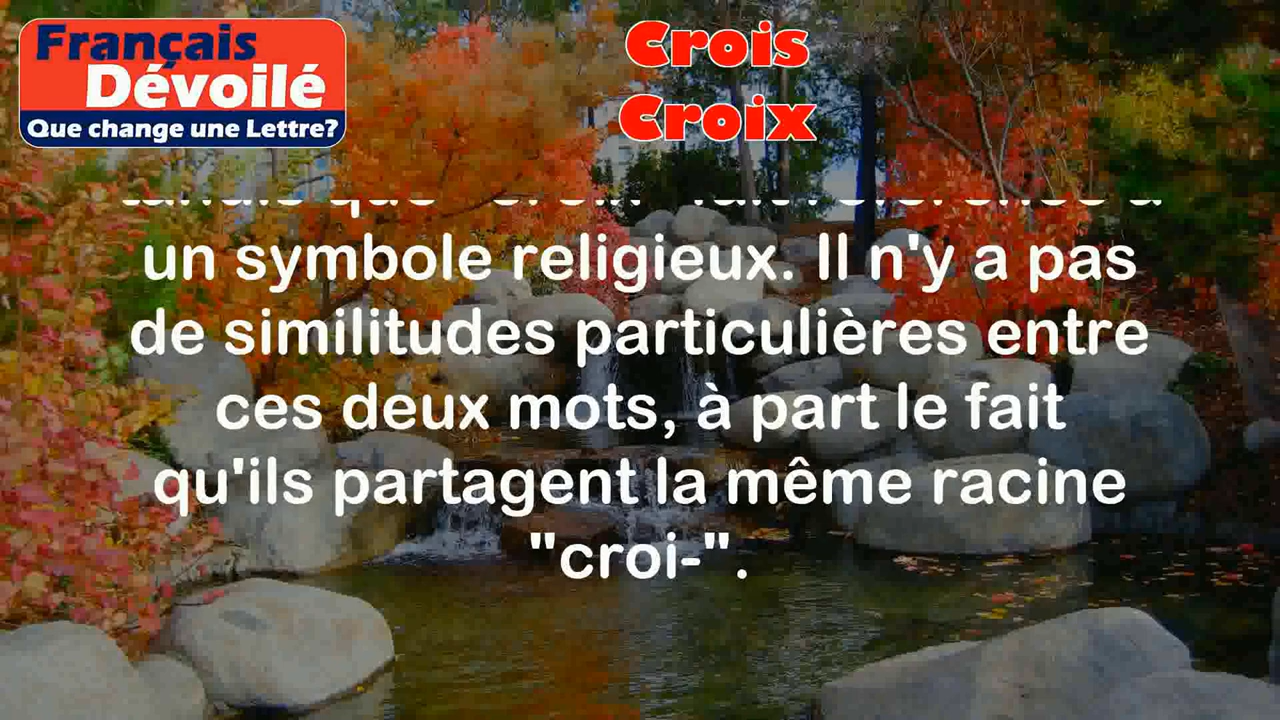 Français
Dévoilé
Que change une Lettre?
Crois
Croix
un symbole religieux. Il n'y a pas
de similitudes particulières entre
ces deux mots, à part le fait
qu'ils partagent la même racine
"croi-".